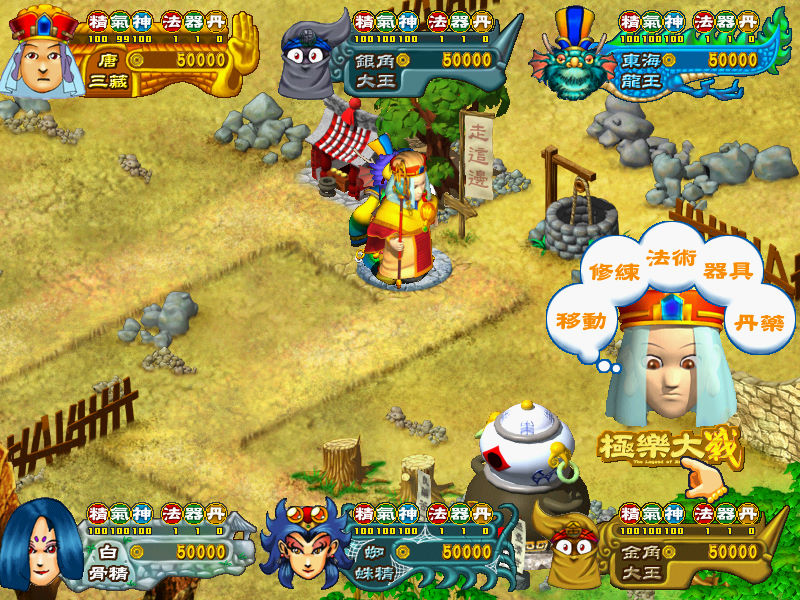 精氣神 法器丹
100 99 100 1 1 0
唐三藏
50000
精氣神 法器丹
100 100 100 1 1 0
銀角大王
50000
精氣神 法器丹
100 100 100 1 1 0
東海龍王
50000
走這邊
移動
修練
法術
器具
丹藥
極樂大戰
The Legend of
精氣神 法器丹
100 100 100 1 1 0
白骨精
50000
精氣神 法器丹
100 100 100 1 1 0
蜘蛛精
50000
精氣神 法器丹
100 100 100 1 1 0
金角大王
50000